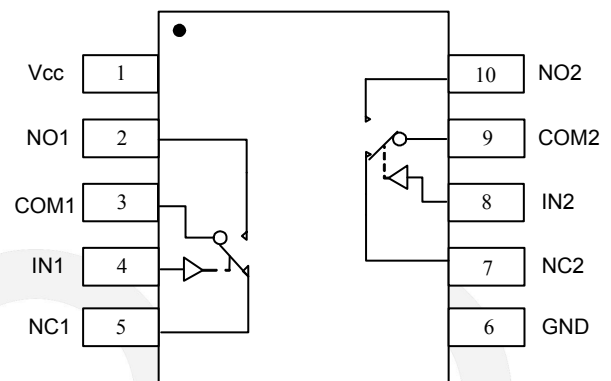 Vcc 1 10 NO2
NO1 2 9 COM2
COM1 3 8 IN2
IN1 4 7 NC2
NC1 5 6 GND